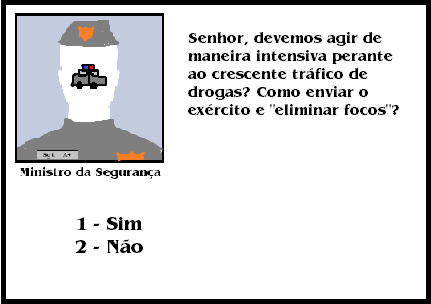 Senhor, devemos agir de
maneira intensiva perante
ao crescente tráfico de
drogas? Como enviar o
exército e "eliminar focos"?
Ministro da Segurança
1 - Sim
2 - Não